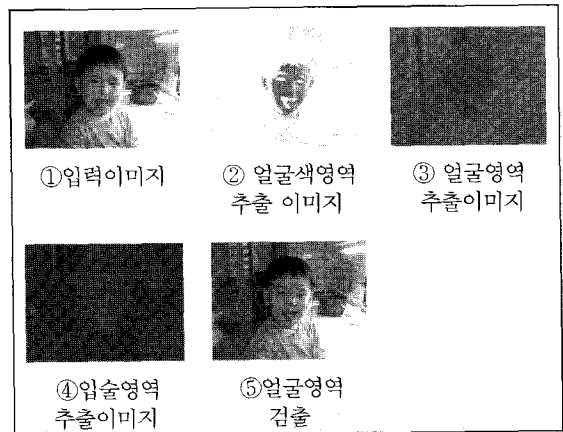 ①입력이미지
② 얼굴색영역
추출 이미지
③ 얼굴영역
추출이미지
④입술영역
추출이미지
⑤얼굴영역
검출